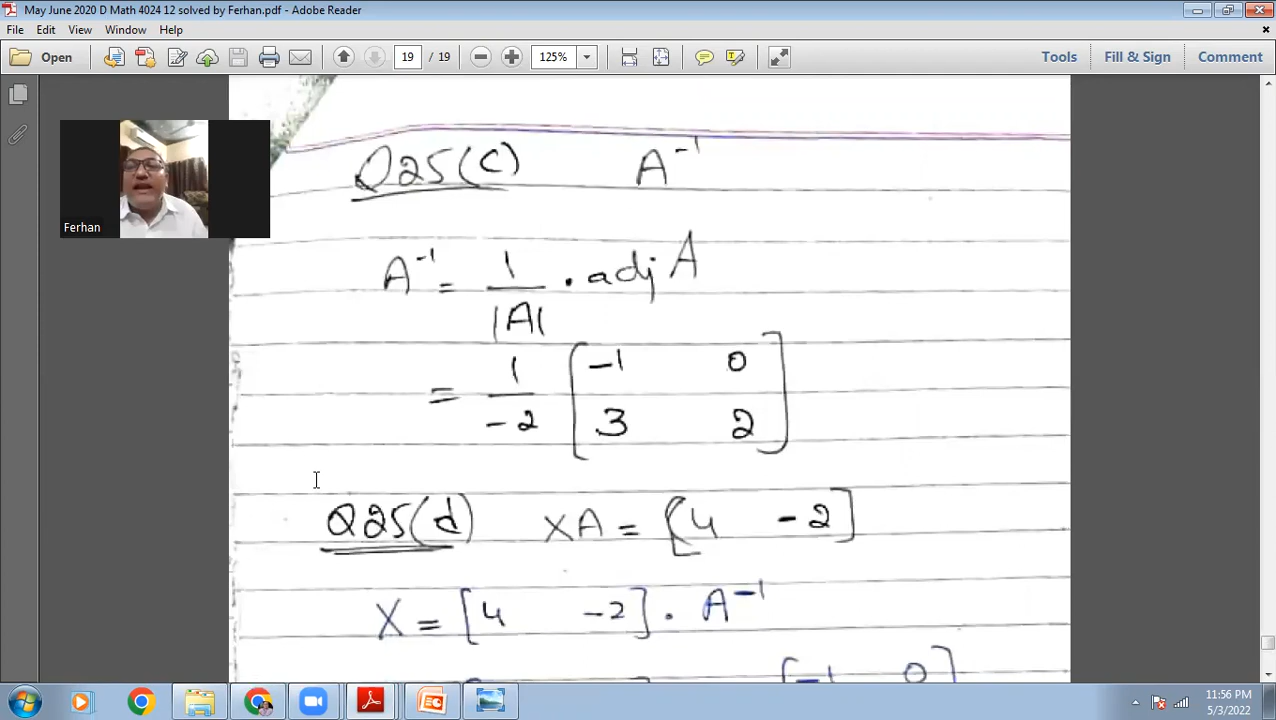 May June 2020 D Math 4024 12 solved by Ferhan.pdf - Adobe Reader
File Edit View Window Help
Open 19 / 19 125% Tools Fill & Sign Comment
Ferhan
Q25(C) A⁻¹
A⁻¹ = 1/|A| . adj A
= 1/-2 [-1 0
3 2]
Q25(d) XA = [4 -2]
X = [4 -2] . A⁻¹
[-1 0]
11:56 PM
5/3/2022